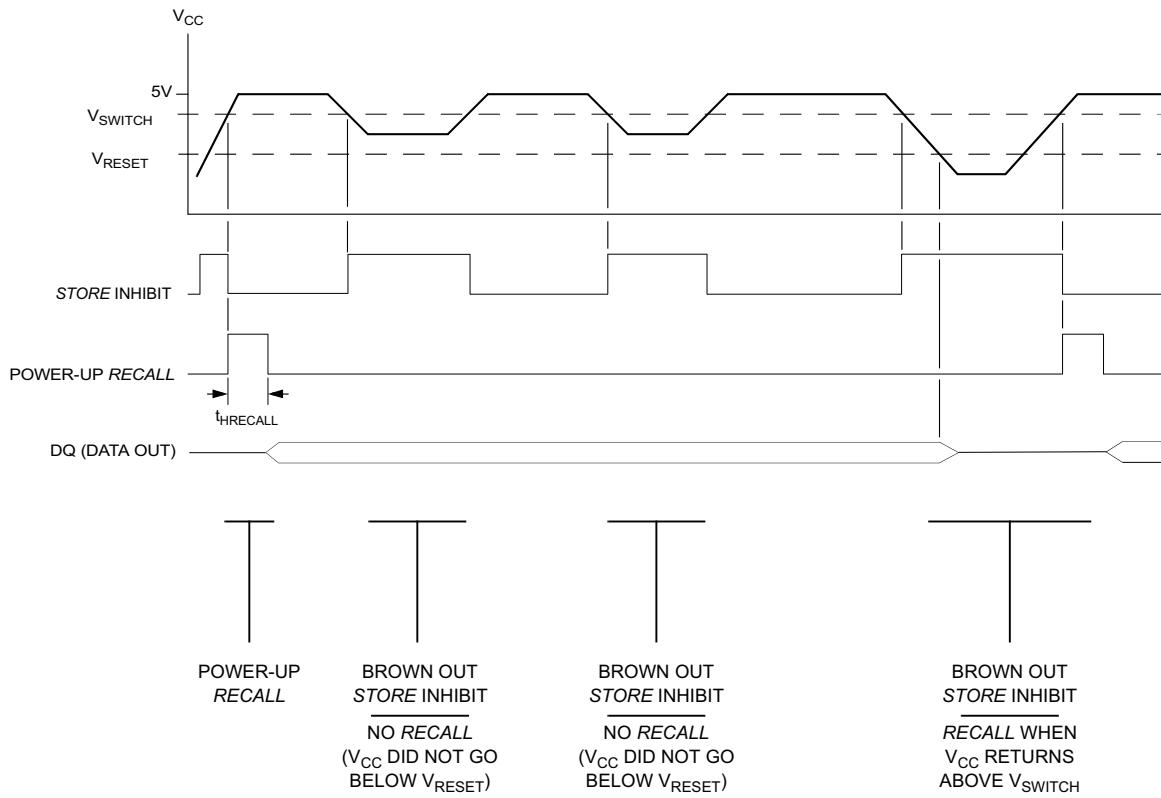 VCC
5V
VSWITCH
VRESET
STORE INHIBIT
POWER-UP RECALL
tHRECALL
DQ (DATA OUT)
POWER-UP
RECALL
BROWN OUT
STORE INHIBIT
NO RECALL
(VCC DID NOT GO
BELOW VRESET)
BROWN OUT
STORE INHIBIT
NO RECALL
(VCC DID NOT GO
BELOW VRESET)
BROWN OUT
STORE INHIBIT
RECALL WHEN
VCC RETURNS
ABOVE VSWITCH